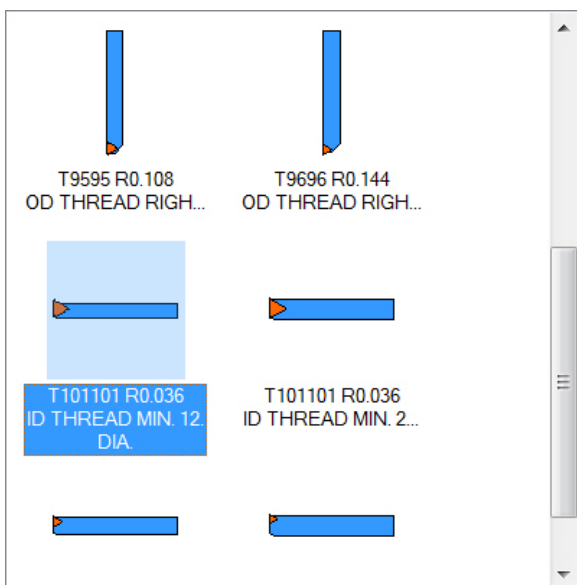 T9595 R0.108
OD THREAD RIGH...
T9696 R0.144
OD THREAD RIGH...
T101101 R0.036
ID THREAD MIN. 12.
DIA.
T101101 R0.036
ID THREAD MIN. 2...